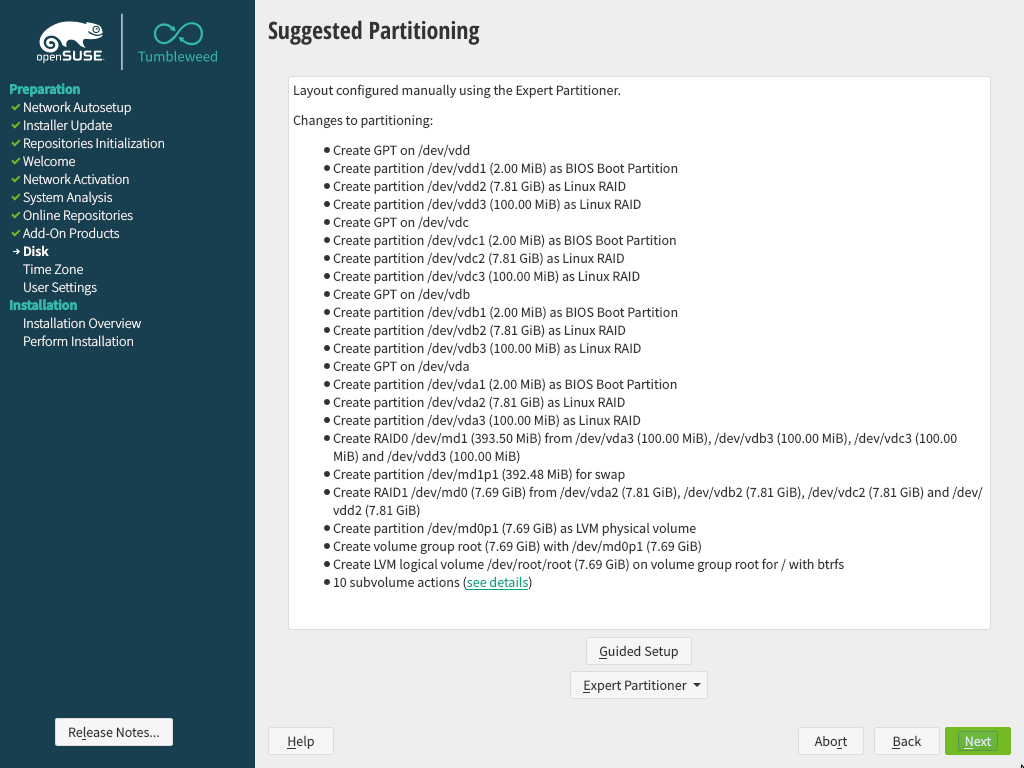 openSUSE
Tumbleweed
Preparation
Network Autosetup
Installer Update
Repositories Initialization
Welcome
Network Activation
System Analysis
Online Repositories
Add-On Products
Disk
Time Zone
User Settings
Installation
Installation Overview
Perform Installation
Release Notes...
Suggested Partitioning
Layout configured manually using the Expert Partitioner.
Changes to partitioning:
Create GPT on /dev/vdd
Create partition /dev/vdd1 (2.00 MiB) as BIOS Boot Partition
Create partition /dev/vdd2 (7.81 GiB) as Linux RAID
Create partition /dev/vdd3 (100.00 MiB) as Linux RAID
Create GPT on /dev/vdc
Create partition /dev/vdc1 (2.00 MiB) as BIOS Boot Partition
Create partition /dev/vdc2 (7.81 GiB) as Linux RAID
Create partition /dev/vdc3 (100.00 MiB) as Linux RAID
Create GPT on /dev/vdb
Create partition /dev/vdb1 (2.00 MiB) as BIOS Boot Partition
Create partition /dev/vdb2 (7.81 GiB) as Linux RAID
Create partition /dev/vdb3 (100.00 MiB) as Linux RAID
Create GPT on /dev/vda
Create partition /dev/vda1 (2.00 MiB) as BIOS Boot Partition
Create partition /dev/vda2 (7.81 GiB) as Linux RAID
Create partition /dev/vda3 (100.00 MiB) as Linux RAID
Create RAID0 /dev/md1 (393.50 MiB) from /dev/vda3 (100.00 MiB), /dev/vdb3 (100.00 MiB), /dev/vdc3 (100.00
MiB) and /dev/vdd3 (100.00 MiB)
Create partition /dev/md1p1 (392.48 MiB) for swap
Create RAID1 /dev/md0 (7.69 GiB) from /dev/vda2 (7.81 GiB), /dev/vdb2 (7.81 GiB), /dev/vdc2 (7.81 GiB) and /dev/
vdd2 (7.81 GiB)
Create partition /dev/md0p1 (7.69 GiB) as LVM physical volume
Create volume group root (7.69 GiB) with /dev/md0p1 (7.69 GiB)
Create LVM logical volume /dev/root/root (7.69 GiB) on volume group root for / with btrfs
10 subvolume actions (see details)
Guided Setup
Expert Partitioner
Help
Abort
Back
Next